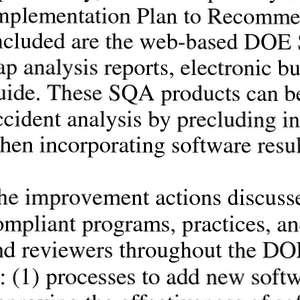 mplementation Plan to Recomme
ncluded are the web-based DOE S
ap analysis reports, electronic bu
uide. These SQA products can be
ccident analysis by precluding in
hen incorporating software resul
he improvement actions discusse
ompliant programs, practices, an
nd reviewers throughout the DOE
: (1) processes to add new softw